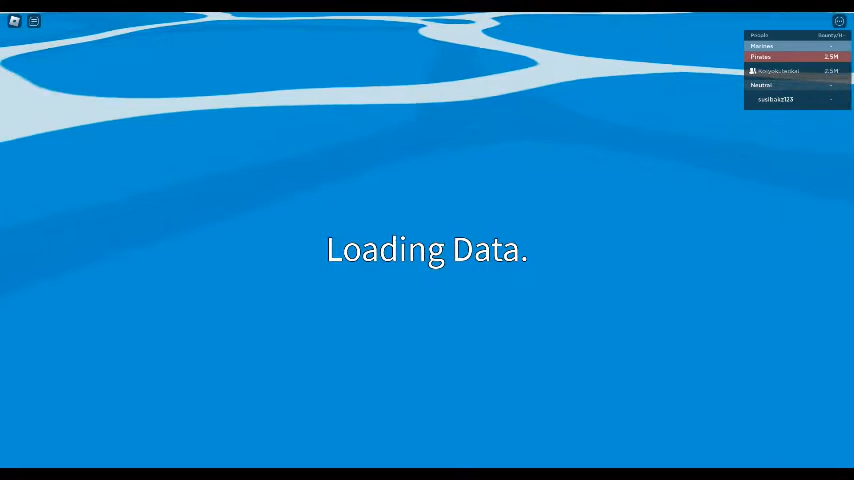 People Bounty/H..
Marines -
Pirates 2.5M
2.5M
Neutral -
susibakz123 -
Loading Data.